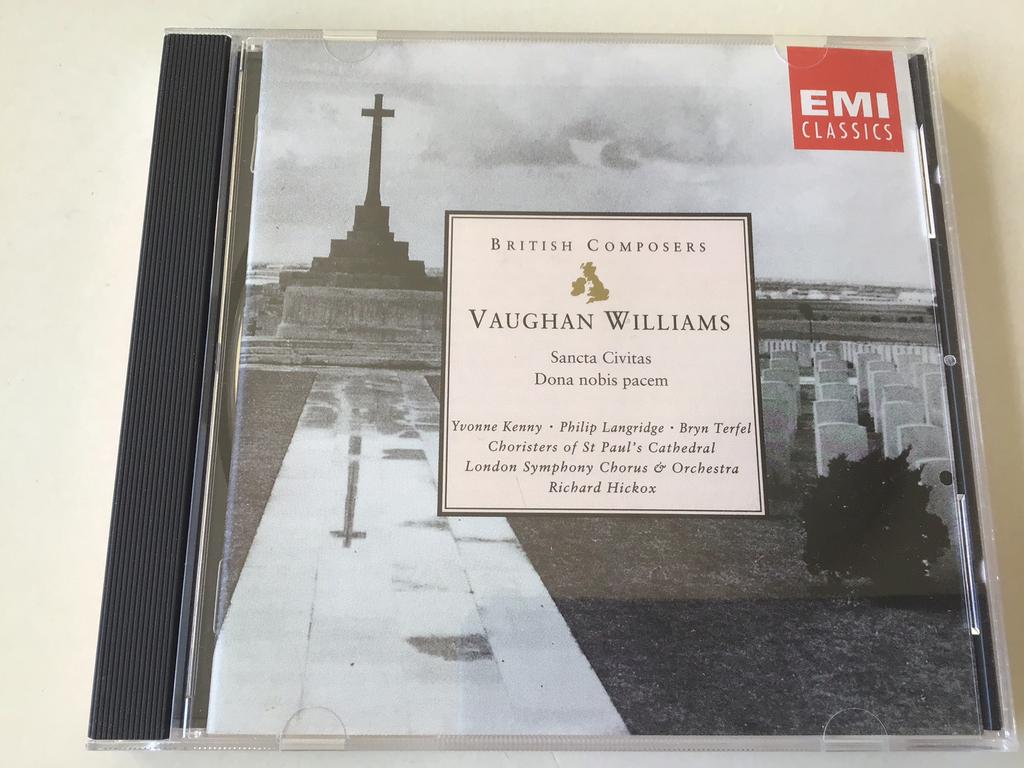 EMI
CLASSICS
BRITISH COMPOSERS
VAUGHAN WILLIAMS
Sancta Civitas
Dona nobis pacem
Yvonne Kenny · Philip Langridge · Bryn Terfel
Choristers of St Paul's Cathedral
London Symphony Chorus & Orchestra
Richard Hickox